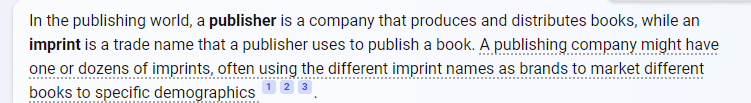 In the publishing world, a publisher is a company that produces and distributes books, while an
imprint is a trade name that a publisher uses to publish a book. A publishing company might have
one or dozens of imprints, often using the different imprint names as brands to market different
books to specific demographics 1 2 3 .